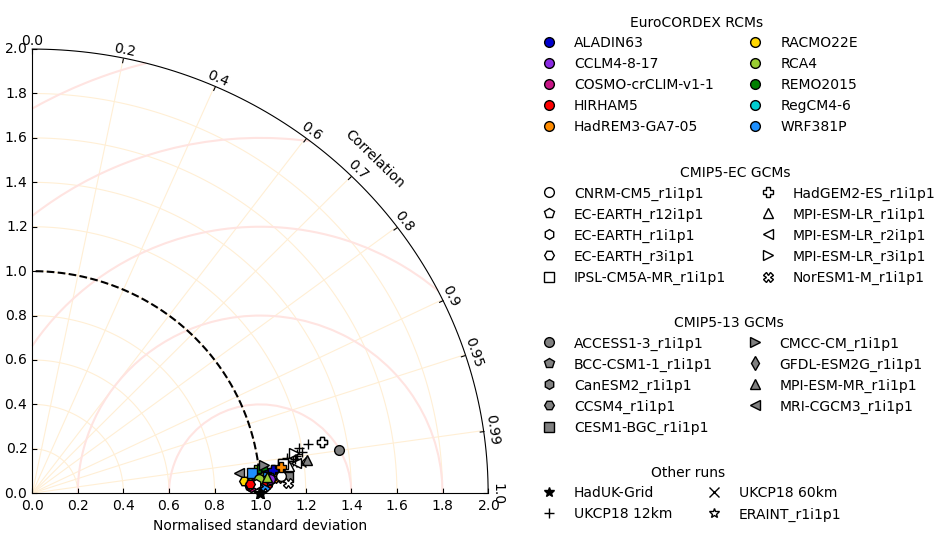 0.0
0.2
0.4
0.6
Correlation
0.7
0.8
0.9
0.95
0.99
1.0
2.0
1.8
1.6
1.4
1.2
1.0
0.8
0.6
0.4
0.2
0.0
0.0 0.2 0.4 0.6 0.8 1.0 1.2 1.4 1.6 1.8 2.0
Normalised standard deviation
EuroCORDEX RCMs
ALADIN63 RACMO22E
CCLM4-8-17 RCA4
COSMO-crCLIM-v1-1 REMO2015
HIRHAM5 RegCM4-6
HadREM3-GA7-05 WRF381P
CMIP5-EC GCMs
CNRM-CM5_r1i1p1 HadGEM2-ES_r1i1p1
EC-EARTH_r12i1p1 MPI-ESM-LR_r1i1p1
EC-EARTH_r1i1p1 MPI-ESM-LR_r2i1p1
EC-EARTH_r3i1p1 MPI-ESM-LR_r3i1p1
IPSL-CM5A-MR_r1i1p1 NorESM1-M_r1i1p1
CMIP5-13 GCMs
ACCESS1-3_r1i1p1 CMCC-CM_r1i1p1
BCC-CSM1-1_r1i1p1 GFDL-ESM2G_r1i1p1
CanESM2_r1i1p1 MPI-ESM-MR_r1i1p1
CCSM4_r1i1p1 MRI-CGCM3_r1i1p1
CESM1-BGC_r1i1p1
Other runs
HadUK-Grid UKCP18 60km
UKCP18 12km ERAINT_r1i1p1